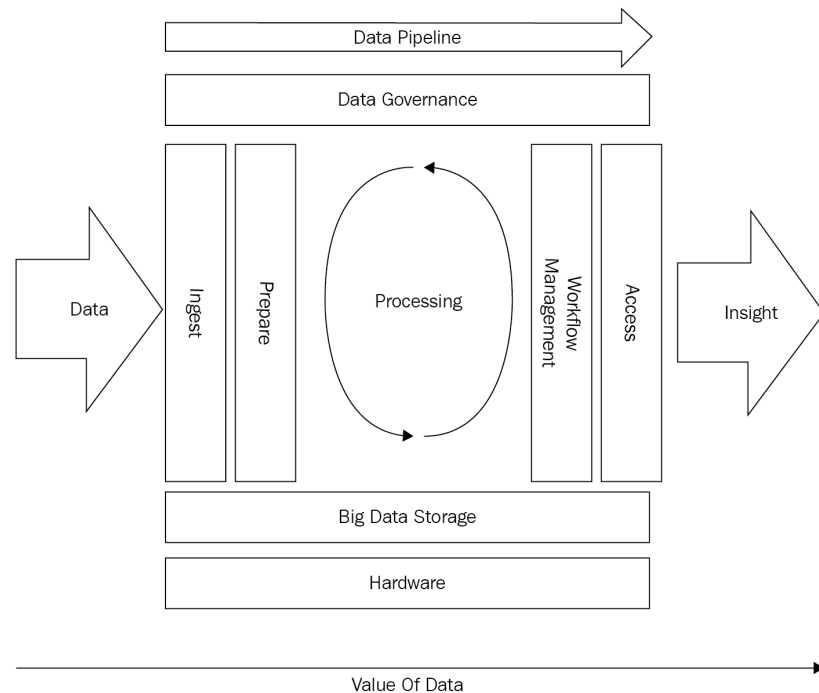 Data Pipeline
Data Governance
Data
Ingest
Prepare
Processing
Workflow
Management
Access
Insight
Big Data Storage
Hardware
Value Of Data